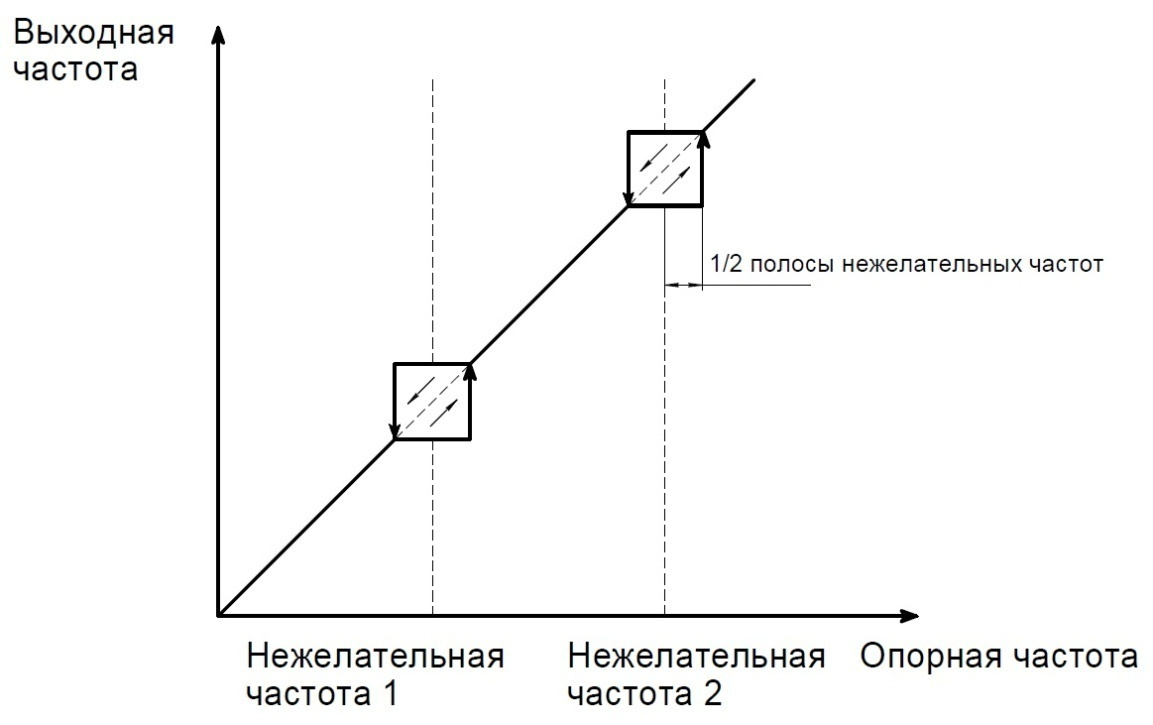 Выходная
частота
1/2 полосы нежелательных частот
Нежелательная
частота 1
Нежелательная
частота 2
Опорная частота